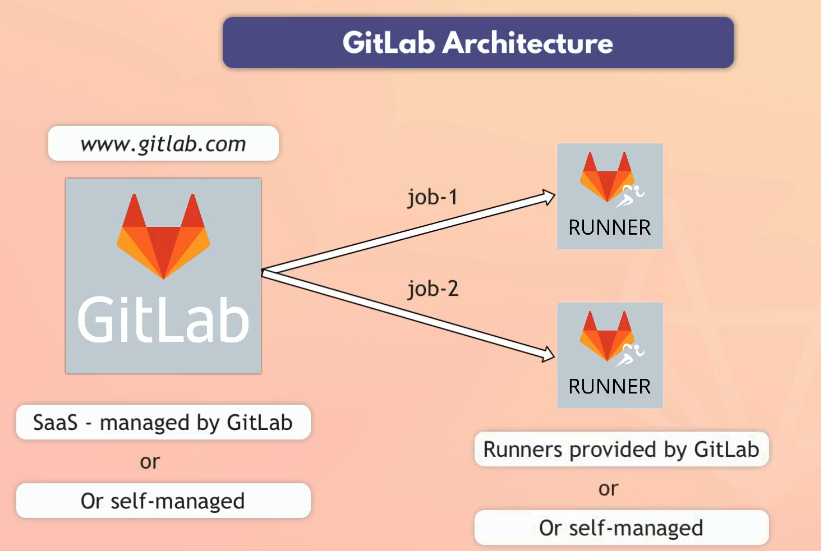 GitLab Architecture
www.gitlab.com
GitLab
SaaS - managed by GitLab
or
Or self-managed
job-1
job-2
RUNNER
RUNNER
Runners provided by GitLab
or
Or self-managed